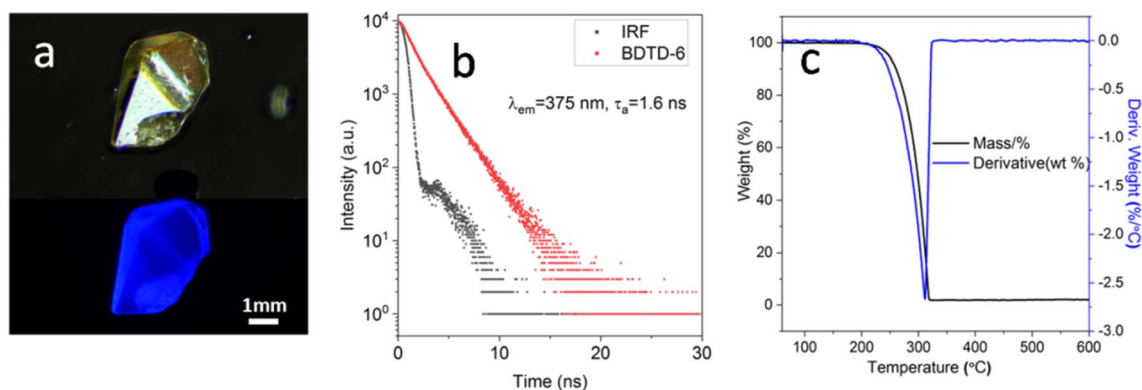 a
1mm
b
IRF
BDTD-6
λem=375 nm, τa=1.6 ns
10⁴
10³
10²
10¹
10⁰
Intensity (a.u.)
0 10 20 30
Time (ns)
c
Mass/%
Derivative(wt %)
100
80
60
40
20
0
Weight (%)
0.0
-0.5
-1.0
-1.5
-2.0
-2.5
-3.0
Deriv. Weight (%/°C)
100 200 300 400 500 600
Temperature (°C)